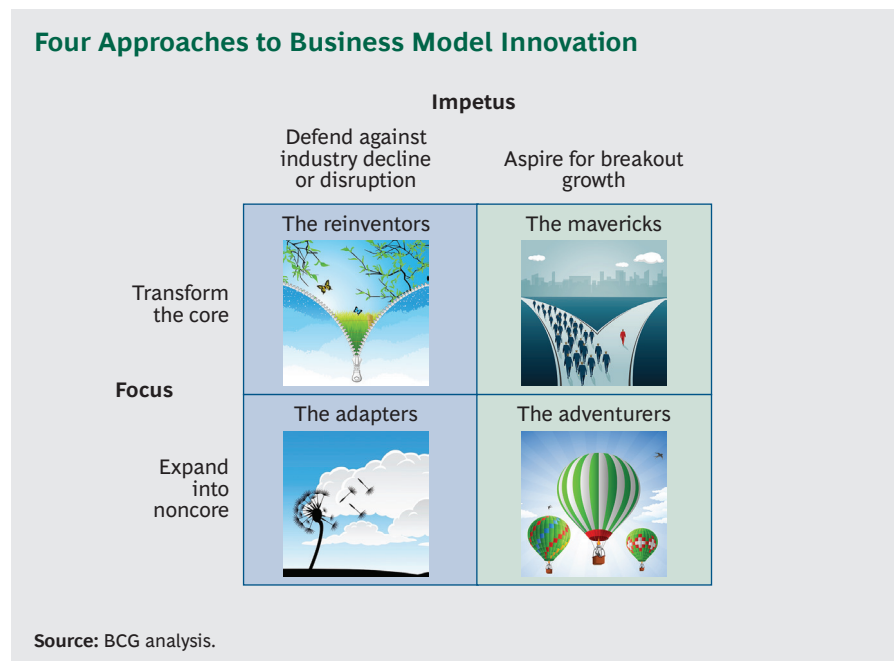 Four Approaches to Business Model Innovation
Impetus
Defend against
industry decline
or disruption
Aspire for breakout
growth
The reinventors
The mavericks
Transform
the core
Focus
The adapters
The adventurers
Expand
into
noncore
Source: BCG analysis.